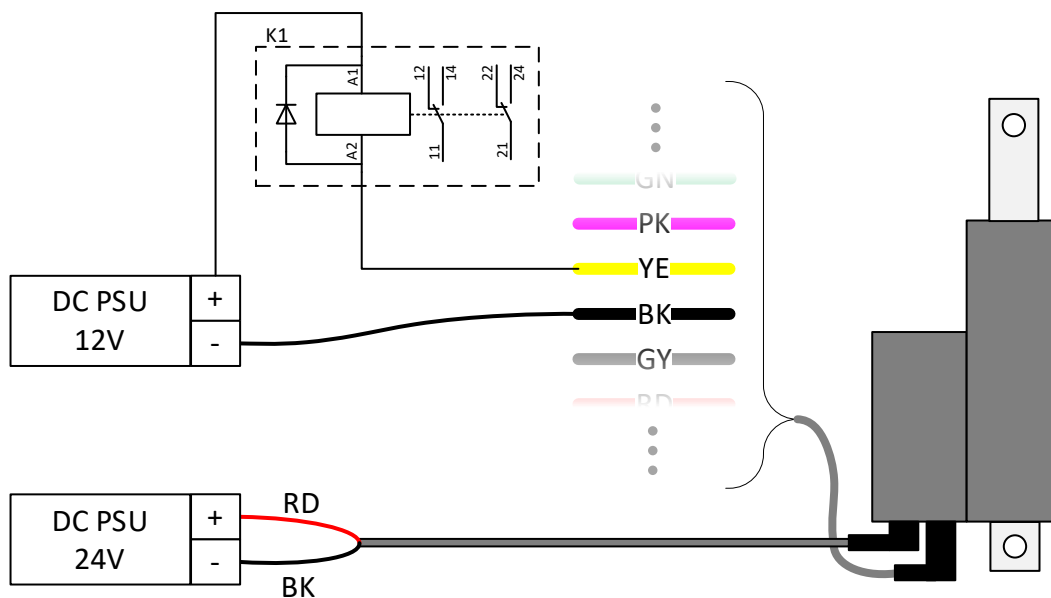 K1
A1
A2
12
14
11
22
24
21
GN
PK
YE
BK
GY
RD
DC PSU
12V
+
-
DC PSU
24V
+
-
RD
BK